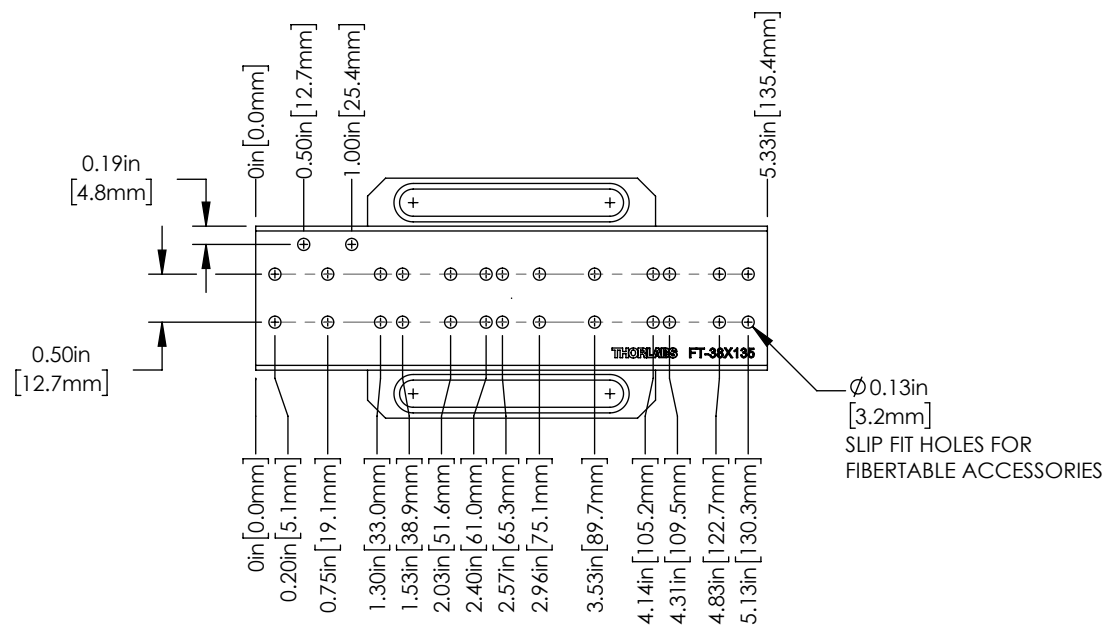 0in [0.0mm]
0.50in [12.7mm]
1.00in [25.4mm]
5.33in [135.4mm]
0.19in
[4.8mm]
0.50in
[12.7mm]
THORLABS FT-38X135
Ø0.13in
[3.2mm]
SLIP FIT HOLES FOR
FIBERTABLE ACCESSORIES
0in [0.0mm]
0.20in [5.1mm]
0.75in [19.1mm]
1.30in [33.0mm]
1.53in [38.9mm]
2.03in [51.6mm]
2.40in [61.0mm]
2.57in [65.3mm]
2.96in [75.1mm]
3.53in [89.7mm]
4.14in [105.2mm]
4.31in [109.5mm]
4.83in [122.7mm]
5.13in [130.3mm]